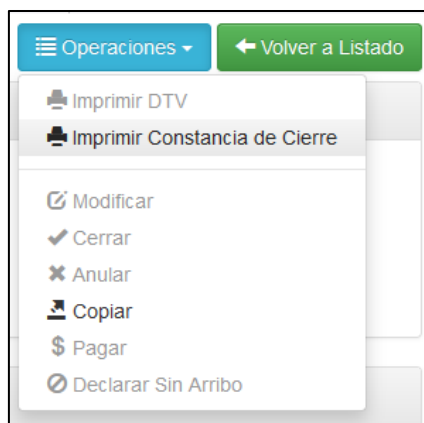 Operaciones
Volver a Listado
Imprimir DTV
Imprimir Constancia de Cierre
Modificar
Cerrar
Anular
Copiar
$ Pagar
Declarar Sin Arribo